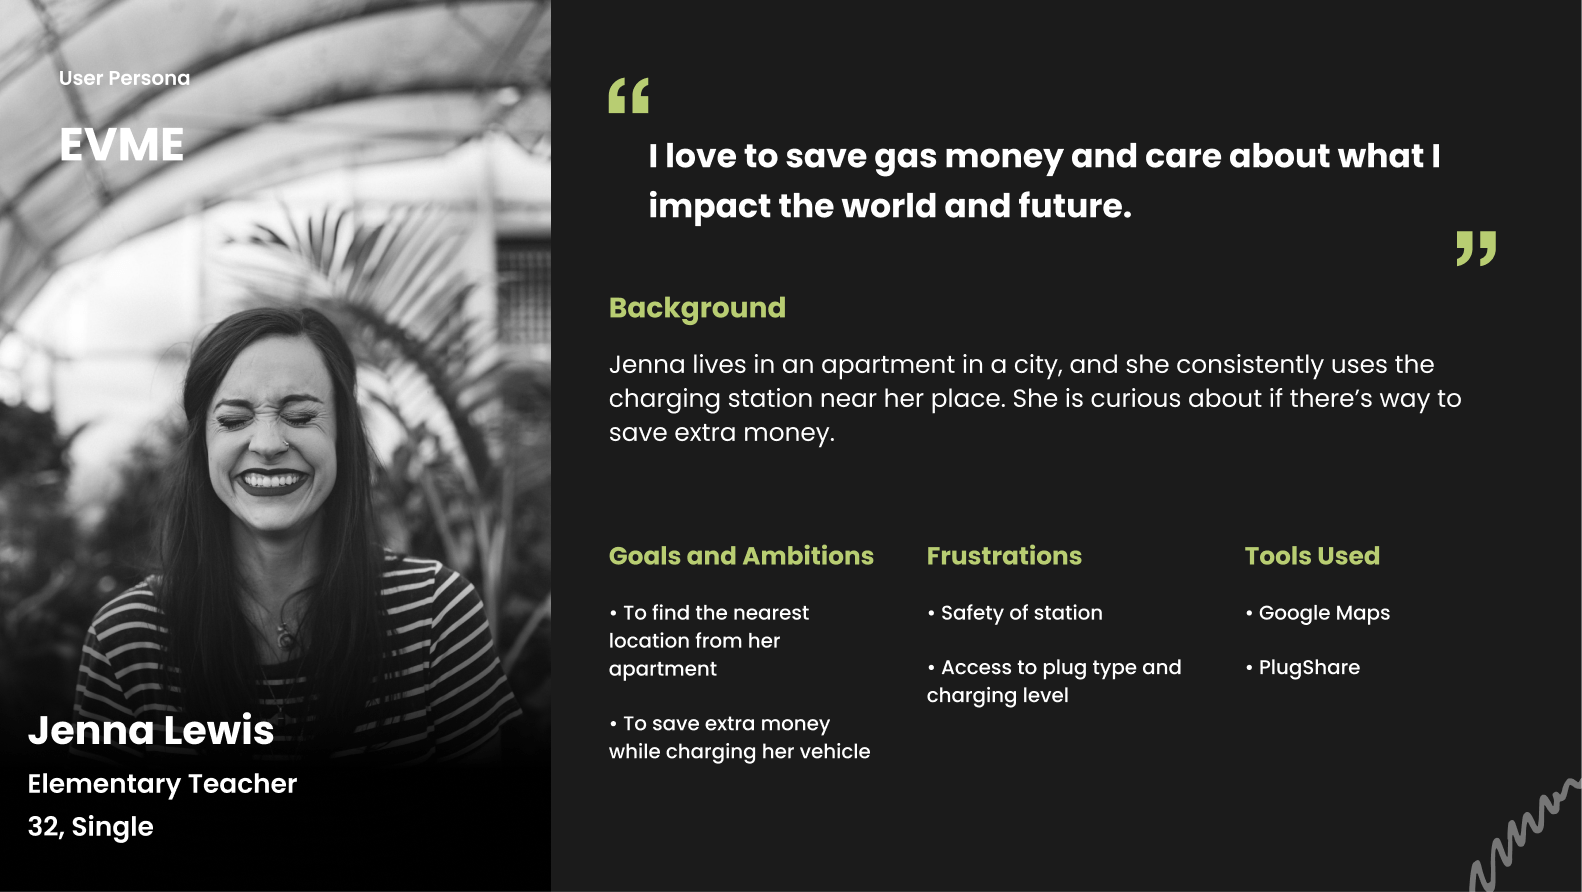 User Persona
EVME
“
I love to save gas money and care about what I
impact the world and future.
”
Background
Jenna lives in an apartment in a city, and she consistently uses the
charging station near her place. She is curious about if there’s way to
save extra money.
Goals and Ambitions
• To find the nearest
location from her
apartment
• To save extra money
while charging her vehicle
Frustrations
• Safety of station
• Access to plug type and
charging level
Tools Used
• Google Maps
• PlugShare
Jenna Lewis
Elementary Teacher
32, Single